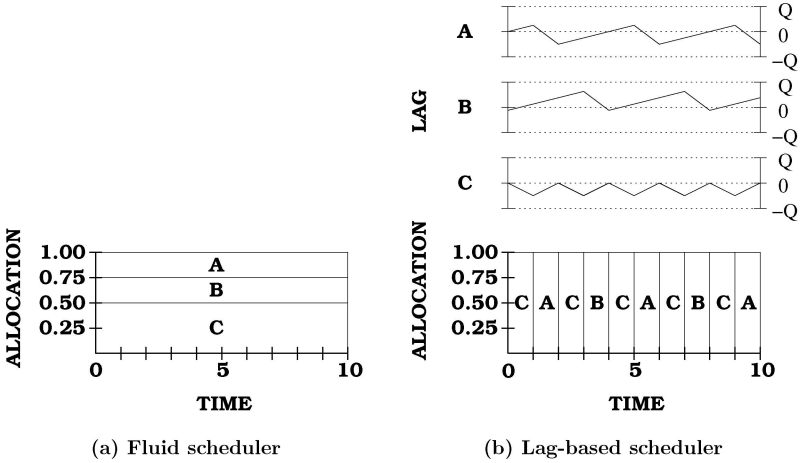 Q
A 0
−Q
Q
LAG B 0
−Q
Q
C 0
−Q
ALLOCATION
1.00
0.75
0.50
0.25
A
B
C
0 5 10
TIME
(a) Fluid scheduler
ALLOCATION
1.00
0.75
0.50
0.25
C A C B C A C B C A
0 5 10
TIME
(b) Lag-based scheduler